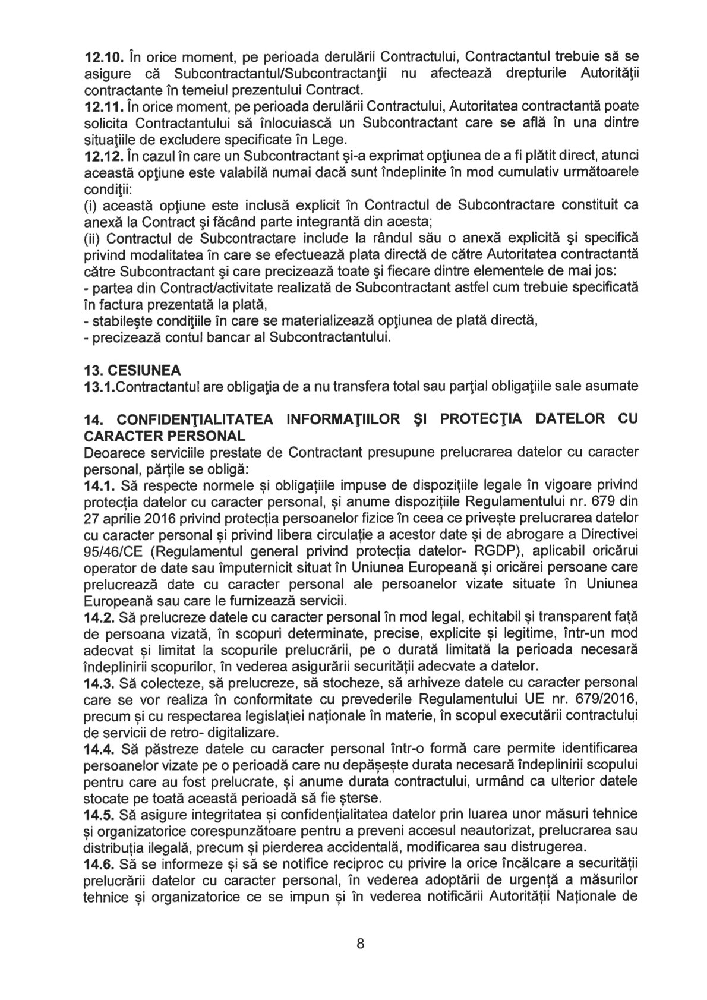 12.10. În orice moment, pe perioada derulării Contractului, Contractantul trebuie să se
asigure că Subcontractantul/Subcontractanţii nu afectează drepturile Autorităţii
contractante în temeiul prezentului Contract.
12.11. În orice moment, pe perioada derulării Contractului, Autoritatea contractantă poate
solicita Contractantului să înlocuiască un Subcontractant care se află în una dintre
situaţiile de excludere specificate în Lege.
12.12. În cazul în care un Subcontractant şi-a exprimat opţiunea de a fi plătit direct, atunci
această opţiune este valabilă numai dacă sunt îndeplinite în mod cumulativ următoarele
condiţii:
(i) această opţiune este inclusă explicit în Contractul de Subcontractare constituit ca
anexă la Contract şi făcând parte integrantă din acesta;
(ii) Contractul de Subcontractare include la rândul său o anexă explicită şi specifică
privind modalitatea în care se efectuează plata directă de către Autoritatea contractantă
către Subcontractant şi care precizează toate şi fiecare dintre elementele de mai jos:
- partea din Contract/activitate realizată de Subcontractant astfel cum trebuie specificată
în factura prezentată la plată,
- stabileşte condiţiile în care se materializează opţiunea de plată directă,
- precizează contul bancar al Subcontractantului.
13. CESIUNEA
13.1.Contractantul are obligaţia de a nu transfera total sau parţial obligaţiile sale asumate
14. CONFIDENŢIALITATEA INFORMAŢIILOR ŞI PROTECŢIA DATELOR CU
CARACTER PERSONAL
Deoarece serviciile prestate de Contractant presupune prelucrarea datelor cu caracter
personal, părțile se obligă:
14.1. Să respecte normele și obligațiile impuse de dispozițiile legale în vigoare privind
protecția datelor cu caracter personal, și anume dispozițiile Regulamentului nr. 679 din
27 aprilie 2016 privind protecția persoanelor fizice în ceea ce privește prelucrarea datelor
cu caracter personal și privind libera circulație a acestor date și de abrogare a Directivei
95/46/CE (Regulamentul general privind protecția datelor- RGDP), aplicabil oricărui
operator de date sau împuternicit situat în Uniunea Europeană și oricărei persoane care
prelucrează date cu caracter personal ale persoanelor vizate situate în Uniunea
Europeană sau care le furnizează servicii.
14.2. Să prelucreze datele cu caracter personal în mod legal, echitabil și transparent față
de persoana vizată, în scopuri determinate, precise, explicite și legitime, într-un mod
adecvat și limitat la scopurile prelucrării, pe o durată limitată la perioada necesară
îndeplinirii scopurilor, în vederea asigurării securității adecvate a datelor.
14.3. Să colecteze, să prelucreze, să stocheze, să arhiveze datele cu caracter personal
care se vor realiza în conformitate cu prevederile Regulamentului UE nr. 679/2016,
precum și cu respectarea legislației naționale în materie, în scopul executării contractului
de servicii de retro- digitalizare.
14.4. Să păstreze datele cu caracter personal într-o formă care permite identificarea
persoanelor vizate pe o perioadă care nu depășește durata necesară îndeplinirii scopului
pentru care au fost prelucrate, și anume durata contractului, urmând ca ulterior datele
stocate pe toată această perioadă să fie șterse.
14.5. Să asigure integritatea și confidențialitatea datelor prin luarea unor măsuri tehnice
și organizatorice corespunzătoare pentru a preveni accesul neautorizat, prelucrarea sau
distribuția ilegală, precum și pierderea accidentală, modificarea sau distrugerea.
14.6. Să se informeze și să se notifice reciproc cu privire la orice încălcare a securității
prelucrării datelor cu caracter personal, în vederea adoptării de urgență a măsurilor
tehnice și organizatorice ce se impun și în vederea notificării Autorității Naționale de
8